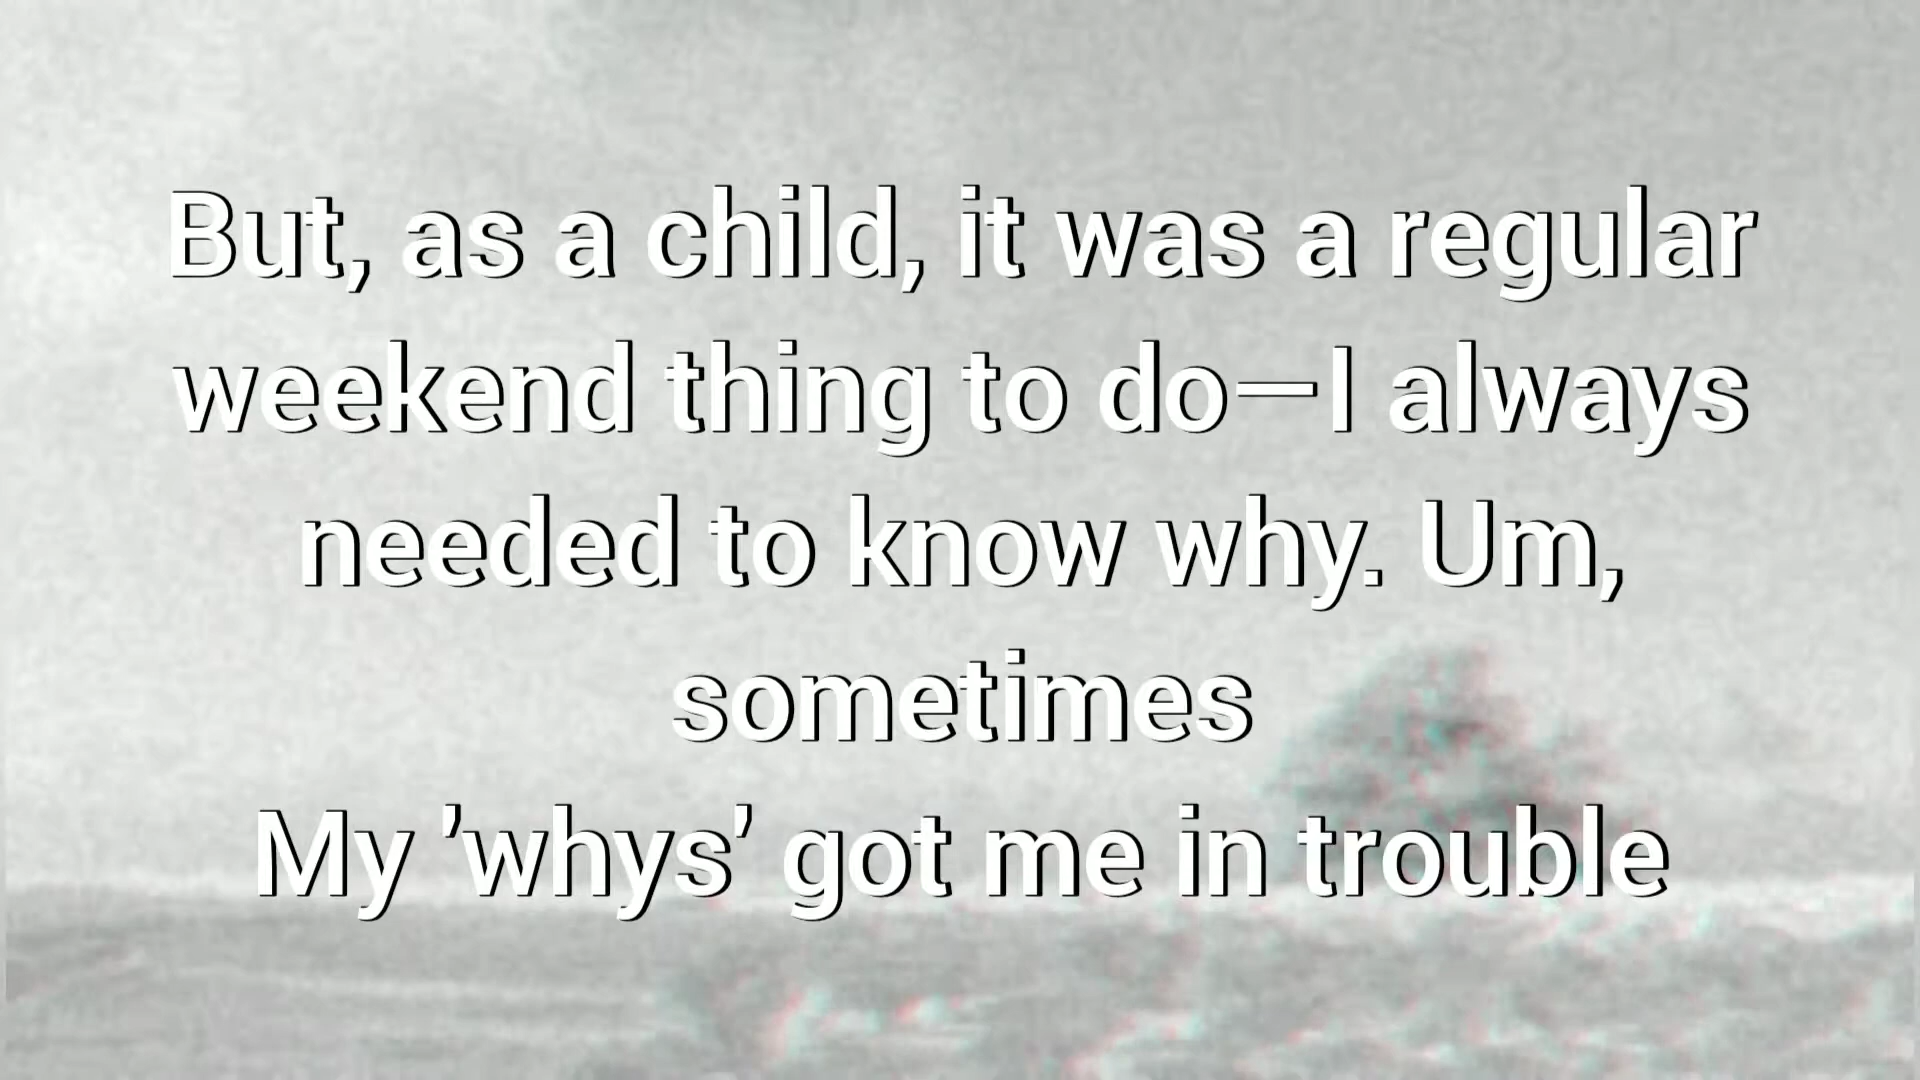 But, as a child, it was a regular
weekend thing to do—I always
needed to know why. Um,
sometimes
My 'whys' got me in trouble